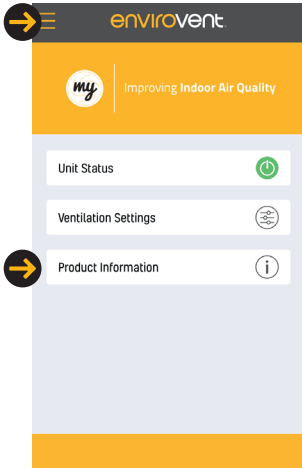 envirovent
my
Improving Indoor Air Quality
Unit Status
Ventilation Settings
Product Information
i